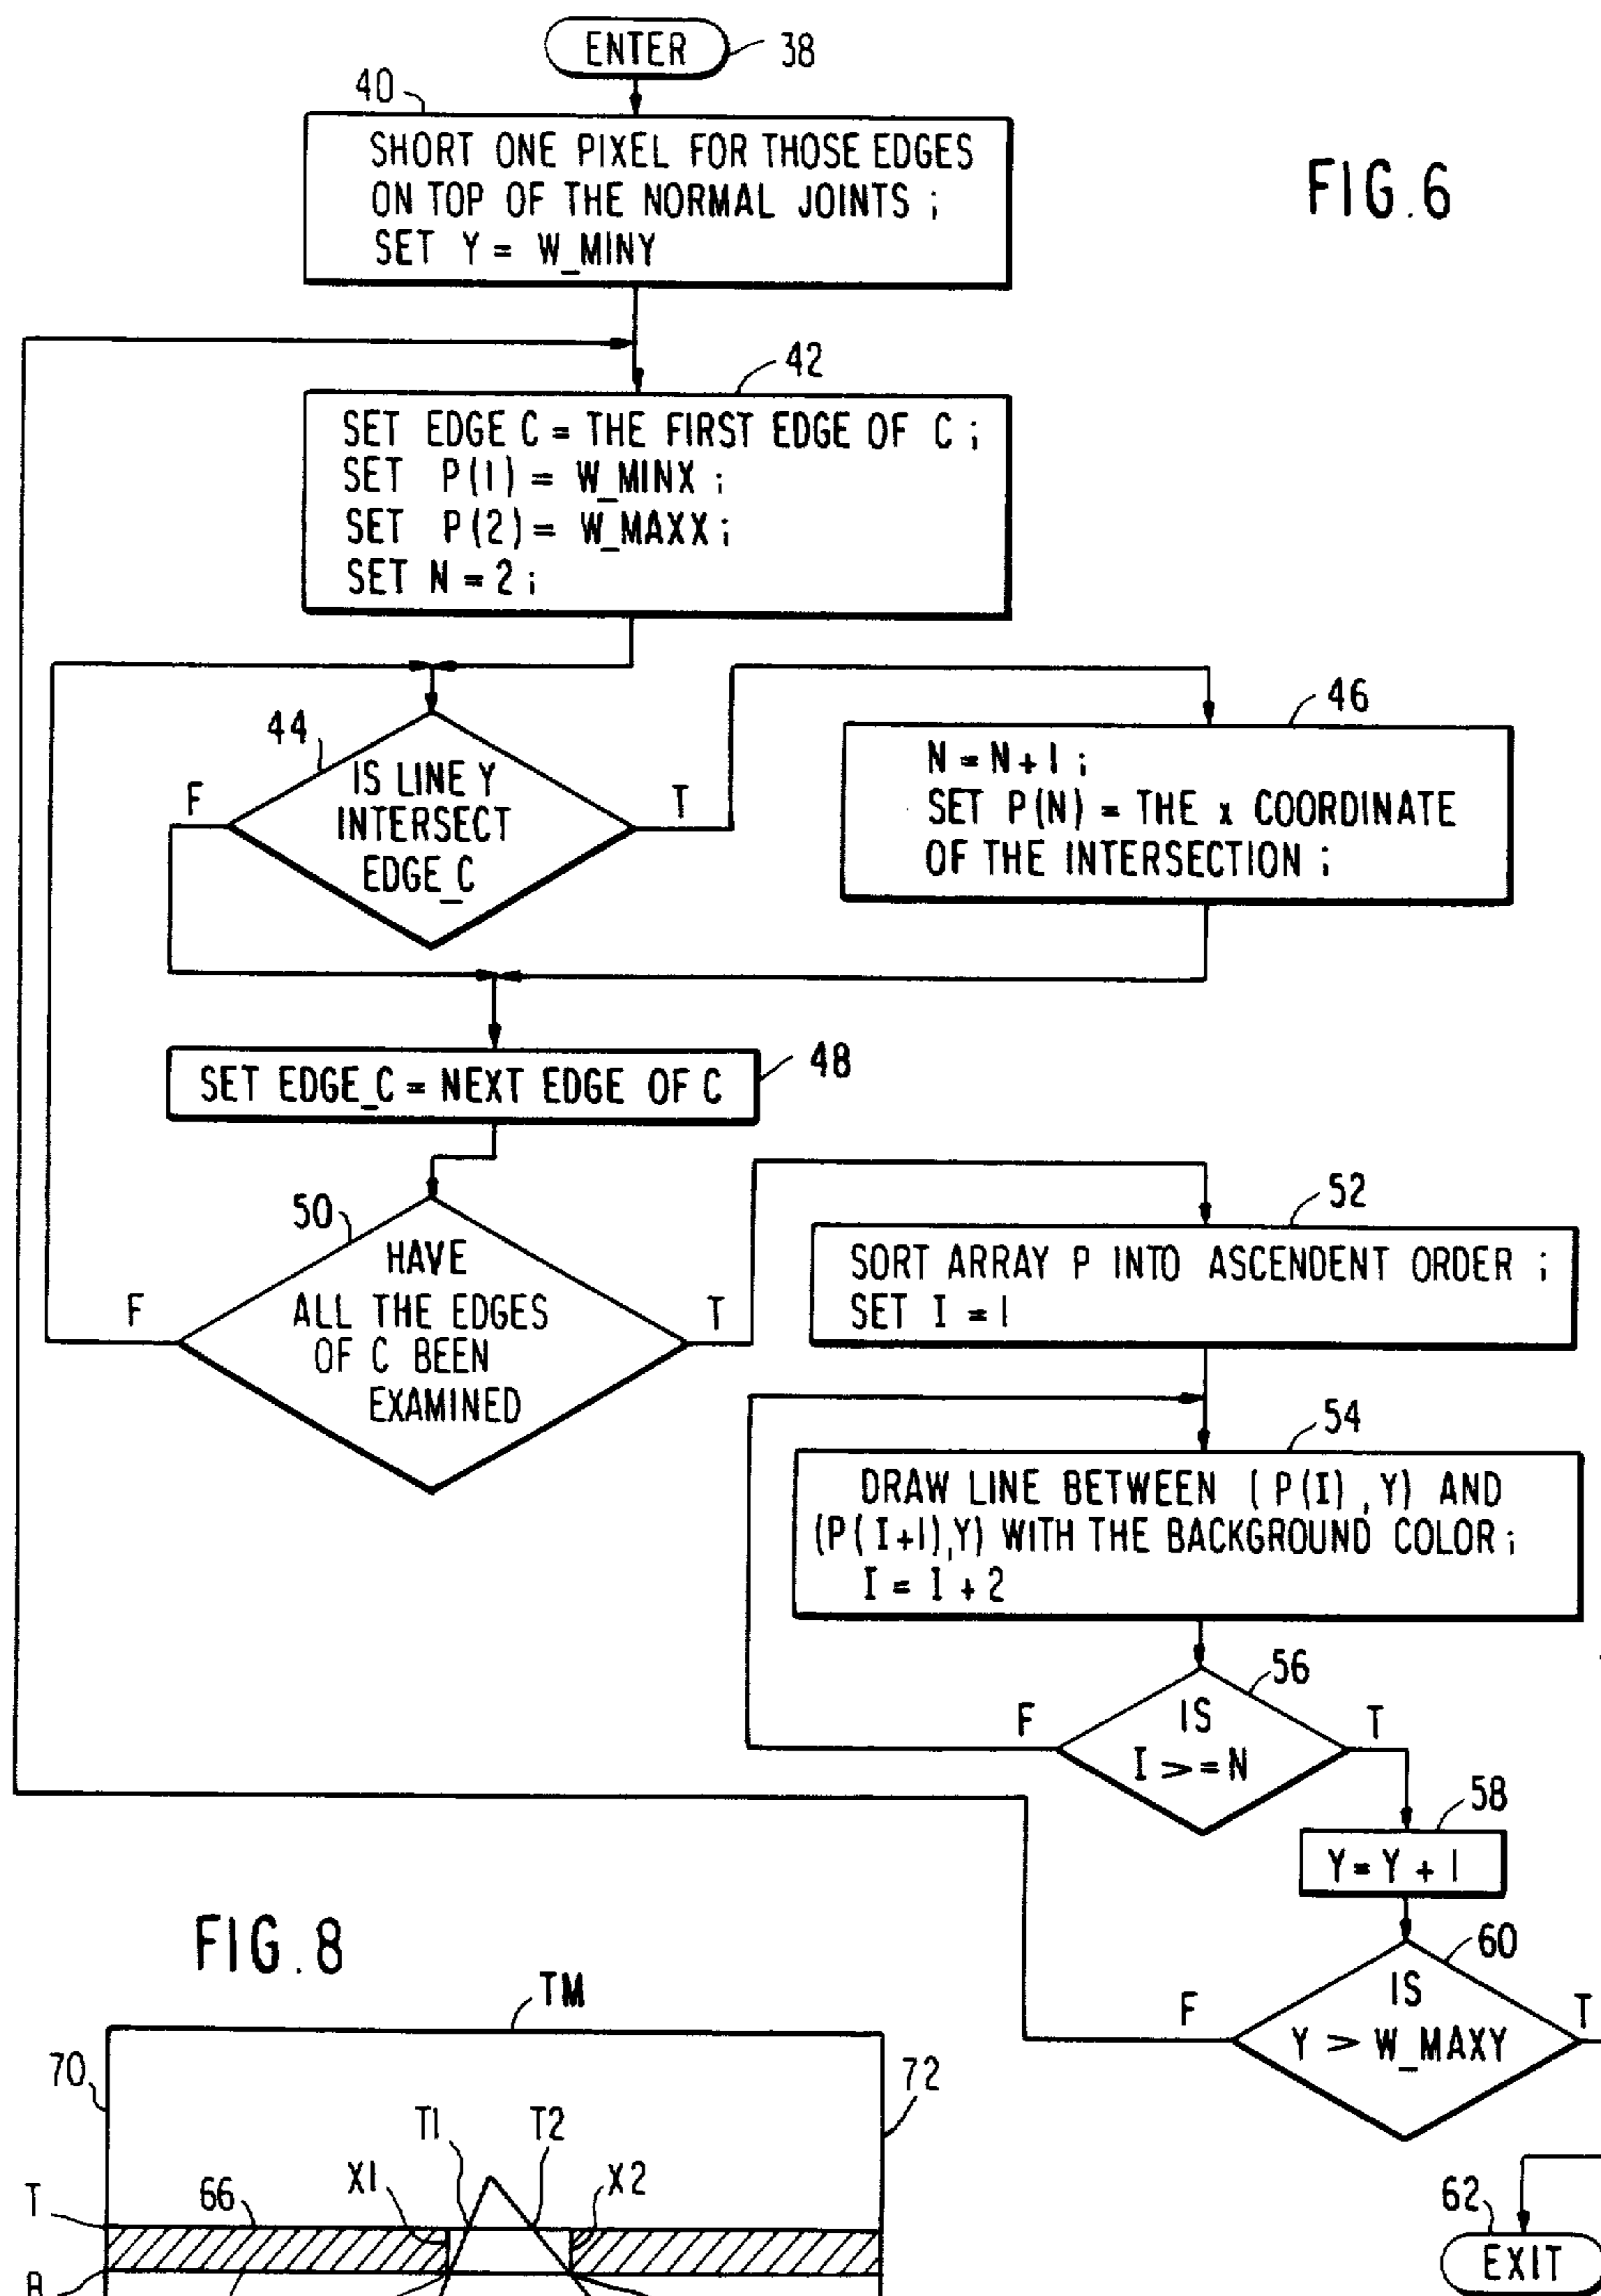 ENTER
38
40
SHORT ONE PIXEL FOR THOSE EDGES
ON TOP OF THE NORMAL JOINTS ;
SET Y = W_MINY
FIG.6
42
SET EDGE C = THE FIRST EDGE OF C ;
SET P(1) = W_MINX ;
SET P(2) = W_MAXX ;
SET N = 2 ;
44
IS LINE Y
INTERSECT
EDGE_C
F
T
46
N = N + 1 ;
SET P(N) = THE x COORDINATE
OF THE INTERSECTION ;
SET EDGE_C = NEXT EDGE OF C
48
50
HAVE
ALL THE EDGES
OF C BEEN
EXAMINED
F
T
52
SORT ARRAY P INTO ASCENDENT ORDER ;
SET I = 1
54
DRAW LINE BETWEEN (P(I),Y) AND
(P(I+1),Y) WITH THE BACKGROUND COLOR ;
I = I + 2
56
IS
I >= N
F
T
58
Y = Y + 1
60
IS
Y > W_MAXY
F
T
62
EXIT
FIG.8
TM
70
72
T1
T2
X1
X2
T
66
B